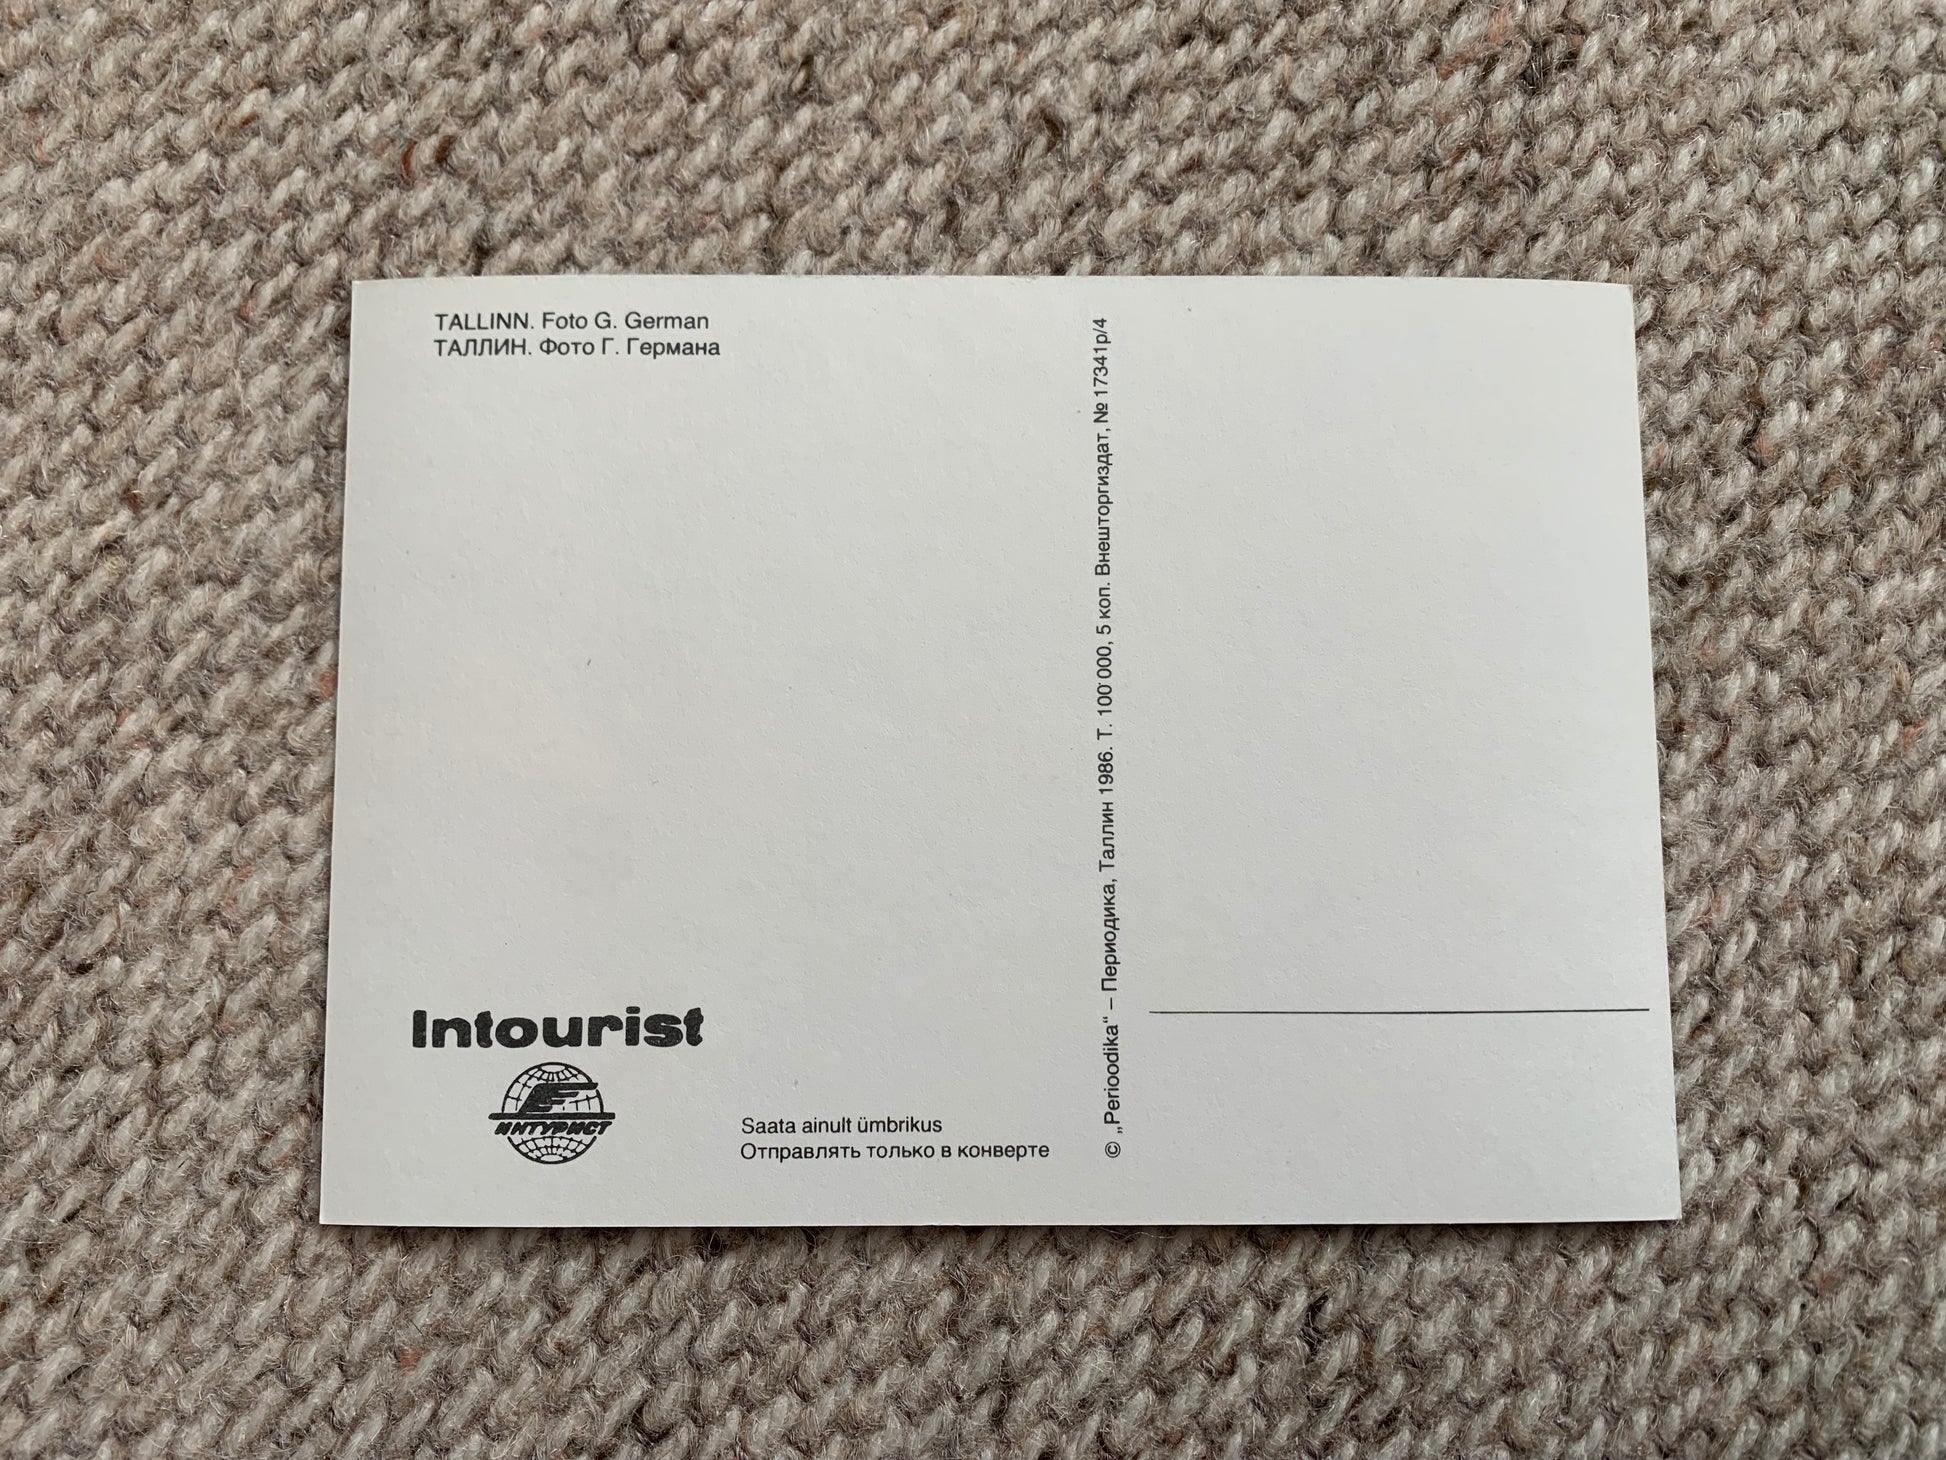 TALLINN. Foto G. German
ТАЛЛИН. Фото Г. Германа
Intourist
ИНТУРИСТ
Saata ainult ümbrikus
Отправлять только в конверте
© „Perioodika“ – Периодика, Таллин 1986. Т. 100 000, 5 коп. Внешторгиздат, № 17341р/4